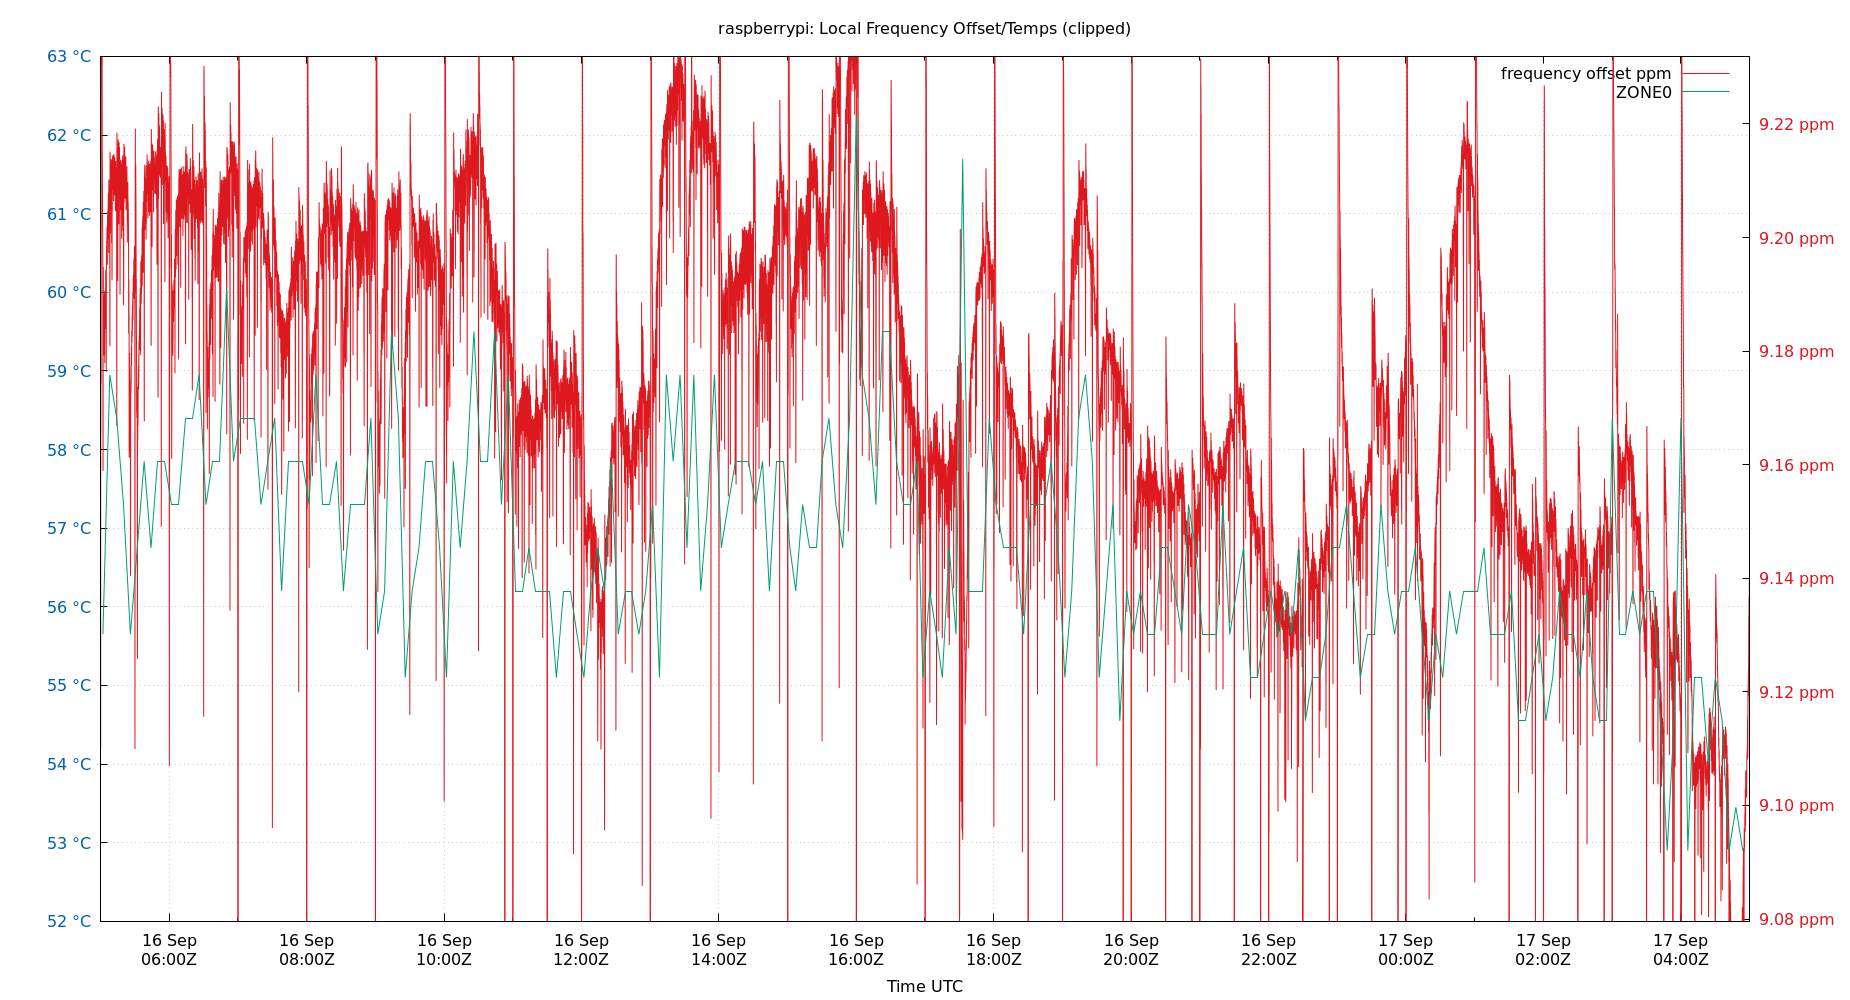 raspberrypi: Local Frequency Offset/Temps (clipped)
63 °C
62 °C
61 °C
60 °C
59 °C
58 °C
57 °C
56 °C
55 °C
54 °C
53 °C
52 °C
frequency offset ppm
ZONE0
9.22 ppm
9.20 ppm
9.18 ppm
9.16 ppm
9.14 ppm
9.12 ppm
9.10 ppm
9.08 ppm
16 Sep 16 Sep 16 Sep 16 Sep 16 Sep 16 Sep 16 Sep 16 Sep 16 Sep 17 Sep 17 Sep 17 Sep
06:00Z 08:00Z 10:00Z 12:00Z 14:00Z 16:00Z 18:00Z 20:00Z 22:00Z 00:00Z 02:00Z 04:00Z
Time UTC